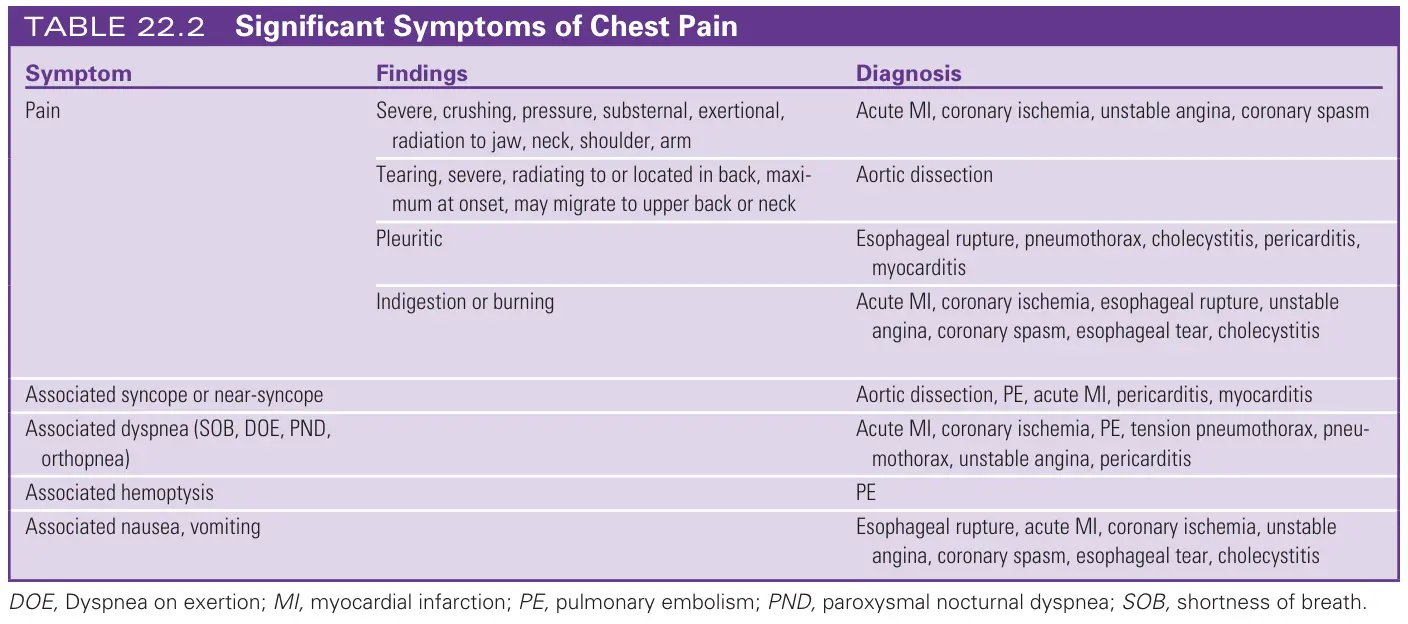 TABLE 22.2 Significant Symptoms of Chest Pain
Symptom Findings Diagnosis
Pain Severe, crushing, pressure, substernal, exertional, Acute MI, coronary ischemia, unstable angina, coronary spasm
radiation to jaw, neck, shoulder, arm
Tearing, severe, radiating to or located in back, maxi- Aortic dissection
mum at onset, may migrate to upper back or neck
Pleuritic Esophageal rupture, pneumothorax, cholecystitis, pericarditis,
myocarditis
Indigestion or burning Acute MI, coronary ischemia, esophageal rupture, unstable
angina, coronary spasm, esophageal tear, cholecystitis
Associated syncope or near-syncope Aortic dissection, PE, acute MI, pericarditis, myocarditis
Associated dyspnea (SOB, DOE, PND, Acute MI, coronary ischemia, PE, tension pneumothorax, pneu-
orthopnea) mothorax, unstable angina, pericarditis
Associated hemoptysis PE
Associated nausea, vomiting Esophageal rupture, acute MI, coronary ischemia, unstable
angina, coronary spasm, esophageal tear, cholecystitis
DOE, Dyspnea on exertion; MI, myocardial infarction; PE, pulmonary embolism; PND, paroxysmal nocturnal dyspnea; SOB, shortness of breath.